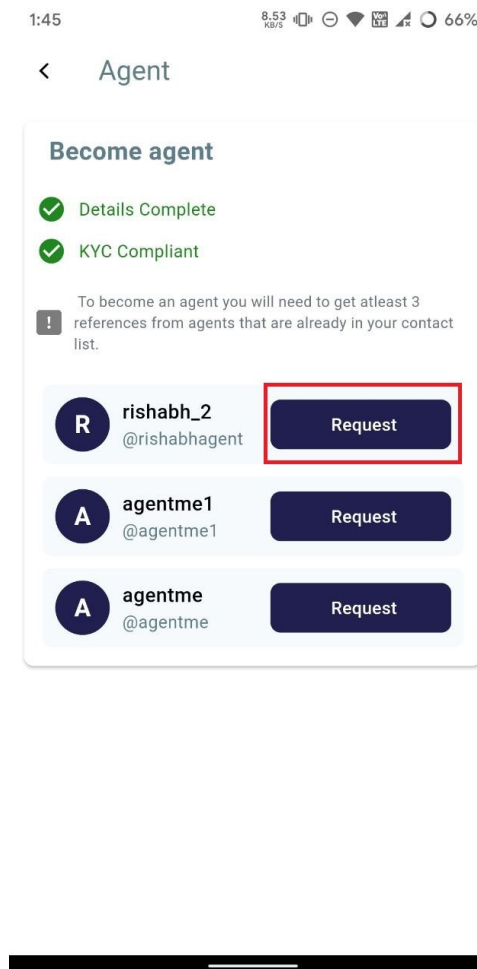 1:45 8.53 KB/S Vo) LTE 66%
Agent
Become agent
Details Complete
KYC Compliant
To become an agent you will need to get atleast 3
! references from agents that are already in your contact
list.
R rishabh_2 Request
@rishabhagent
A agentme1 Request
@agentme1
A agentme Request
@agentme